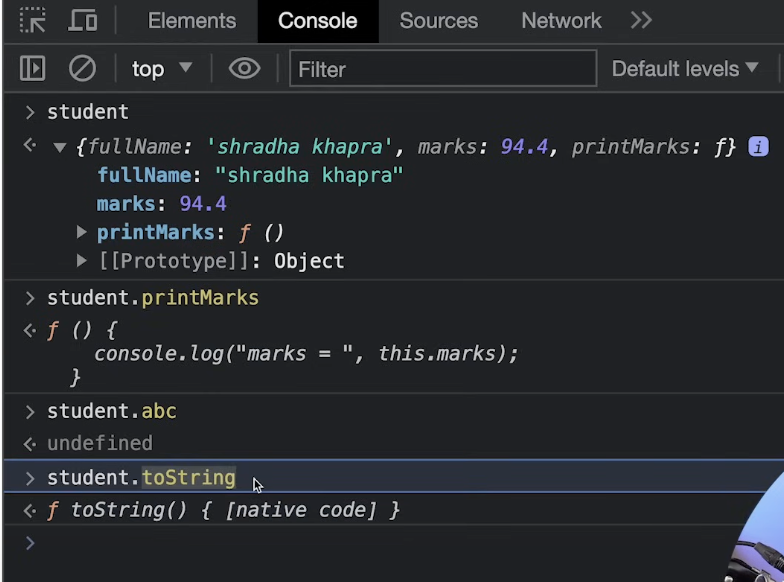 Elements Console Sources Network >>
top ▼ Filter Default levels ▼
> student
{fullName: 'shradha khapra', marks: 94.4, printMarks: ƒ} i
fullName: "shradha khapra"
marks: 94.4
printMarks: ƒ ()
[[Prototype]]: Object
> student.printMarks
ƒ () {
console.log("marks = ", this.marks);
}
> student.abc
undefined
> student.toString
ƒ toString() { [native code] }
>